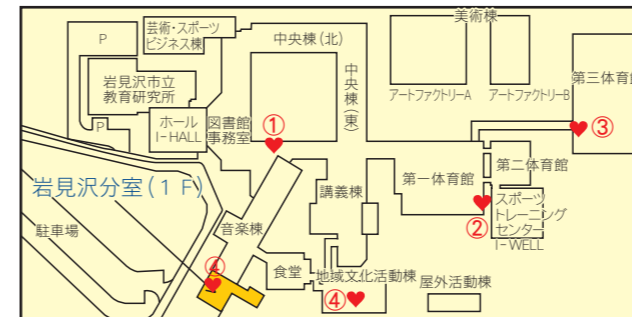 美術棟
芸術・スポーツ
ビジネス棟
中央棟(北)
P
第三体育館
岩見沢市立
教育研究所
中央棟(東)
アートファクトリーA
アートファクトリーB
P
ホール
I-HALL
図書館
事務室
①
③
第二体育館
第一体育館
岩見沢分室(1F)
講義棟
スポーツ
トレーニング
センター
I-WELL
②
音楽棟
駐車場
④
食堂
地域文化活動棟
屋外活動棟
④